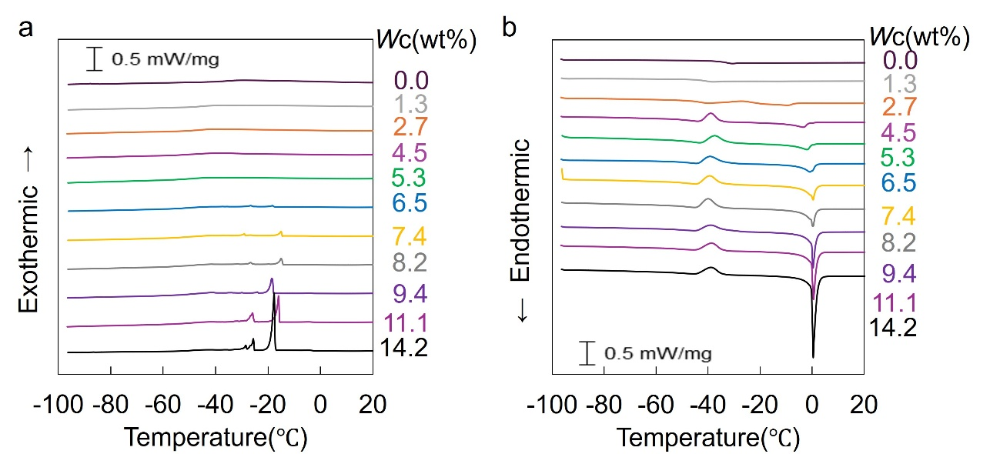 a
Wc(wt%)
0.5 mW/mg
0.0
1.3
2.7
4.5
5.3
6.5
7.4
8.2
9.4
11.1
14.2
Exothermic →
-100 -80 -60 -40 -20 0 20
Temperature(℃)
b
Wc(wt%)
0.0
1.3
2.7
4.5
5.3
6.5
7.4
8.2
9.4
11.1
14.2
← Endothermic
0.5 mW/mg
-100 -80 -60 -40 -20 0 20
Temperature(℃)